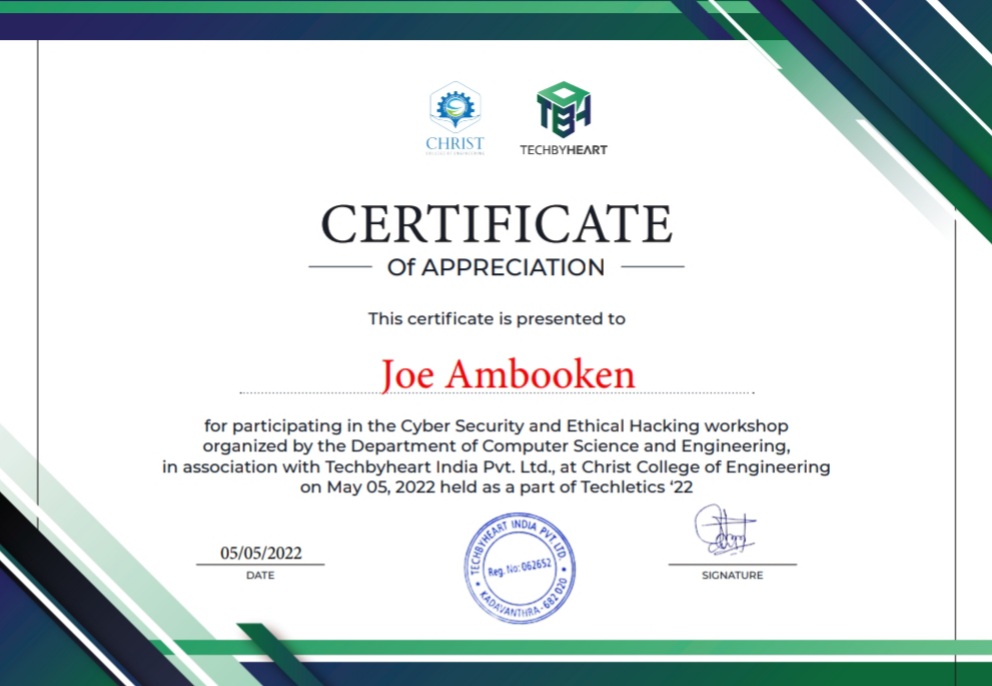 CHRIST
COLLEGE OF ENGINEERING
TECHBYHEART
CERTIFICATE
Of APPRECIATION
This certificate is presented to
Joe Ambooken
for participating in the Cyber Security and Ethical Hacking workshop
organized by the Department of Computer Science and Engineering,
in association with Techbyheart India Pvt. Ltd., at Christ College of Engineering
on May 05, 2022 held as a part of Techletics ‘22
05/05/2022
DATE
TECHBYHEART INDIA PVT. LTD
Reg. No: 062652
KADAVANTHRA - 682 020
SIGNATURE